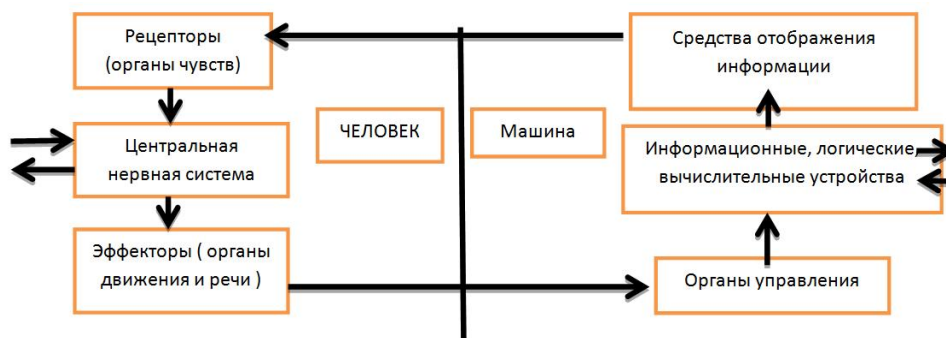 Рецепторы
(органы чувств)
Средства отображения
информации
Центральная
нервная система
ЧЕЛОВЕК
Машина
Информационные, логические,
вычислительные устройства
Эффекторы ( органы
движения и речи )
Органы управления